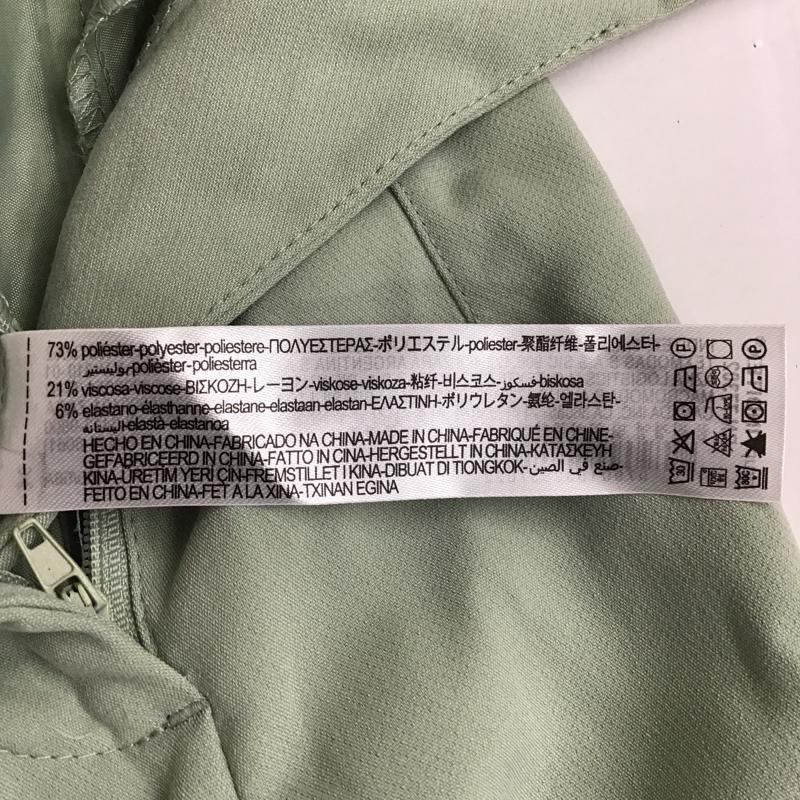 73% poliéster-polyester-poliestere-ΠΟΛΥΕΣΤΕΡΑΣ-ポリエステル-poliester-聚酯纤维-폴리에스터-
بوليستير-polièster-poliesterra
21% viscosa-viscose-ΒΙΣΚΟΖΗ-レーヨン-viskose-viskoza-粘纤-비스코스-فسكوز-biskosa
6% elastano-élasthanne-elastane-elastaan-elastan-ΕΛΑΣΤΙΝΗ-ポリウレタン-氨纶-엘라스탄-
اليستانه-elastà-elastanoa
HECHO EN CHINA-FABRICADO NA CHINA-MADE IN CHINA-FABRIQUÉ EN CHINE-
GEFABRICEERD IN CHINA-FATTO IN CINA-HERGESTELLT IN CHINA-ΚΑΤΑΣΚΕΥΗ
ΚΙΝΑ-ÜRETİM YERİ ÇİN-FREMSTILLET I KINA-DIBUAT DI TIONGKOK-صنع في الصين-
FEITO EN CHINA-FET A LA XINA-TXINAN EGINA